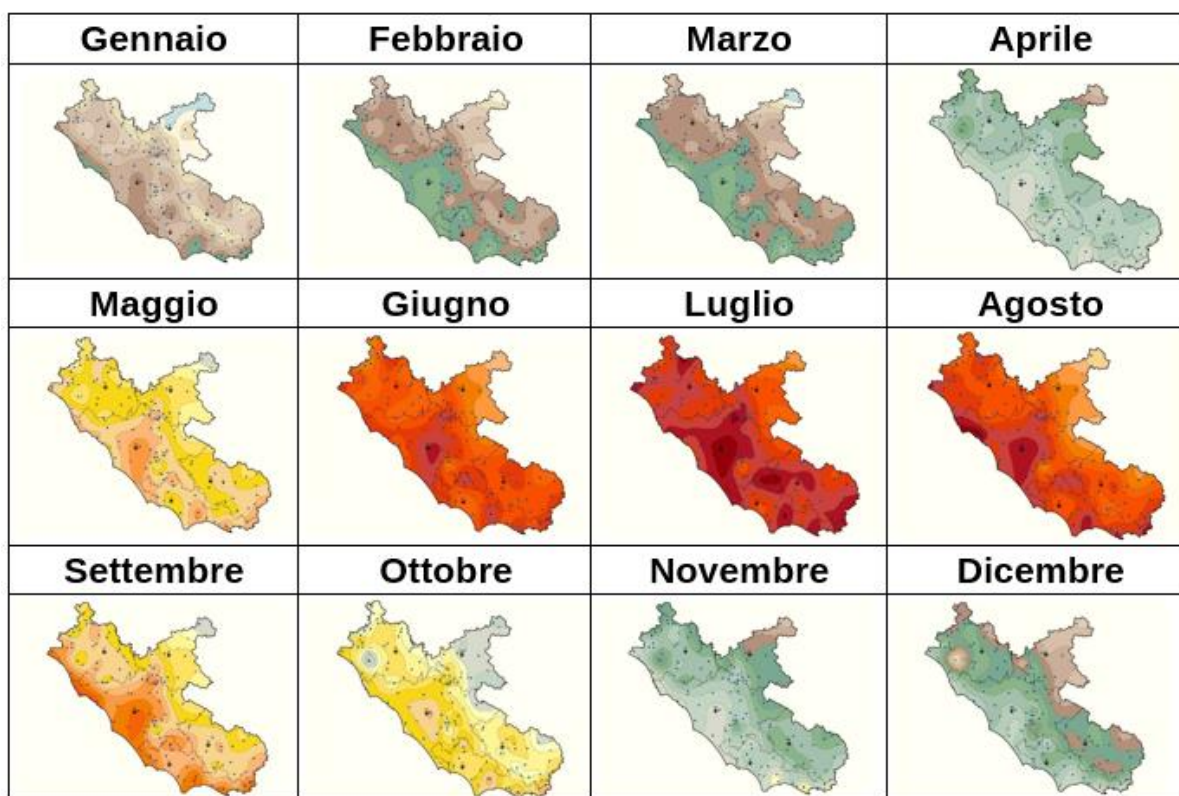 Gennaio Febbraio Marzo Aprile
Maggio Giugno Luglio Agosto
Settembre Ottobre Novembre Dicembre